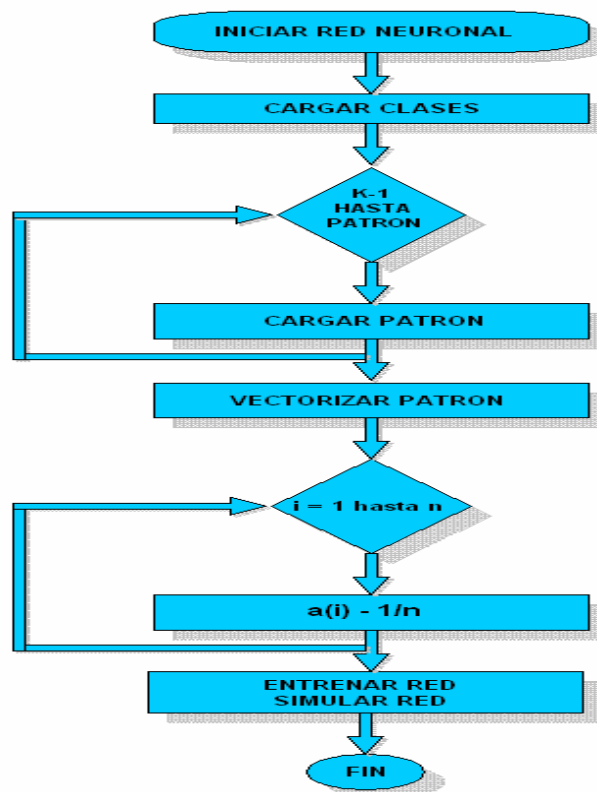 INICIAR RED NEURONAL
CARGAR CLASES
K-1
HASTA
PATRON
CARGAR PATRON
VECTORIZAR PATRON
i = 1 hasta n
a(i) - 1/n
ENTRENAR RED
SIMULAR RED
FIN